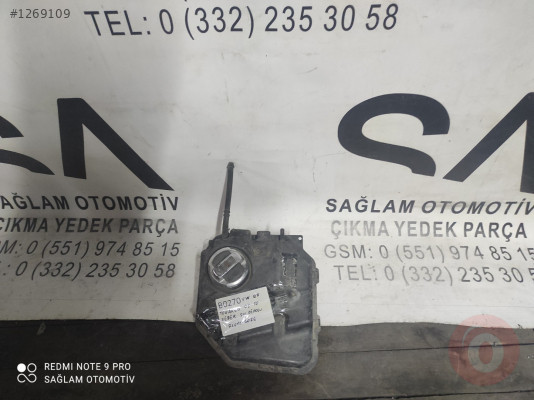 #1269109
TEL: 0 (332) 235 30 58
SA
SAĞLAM OTOMOTİV
ÇIKMA YEDEK PARÇA
GSM: 0 (551) 974 85 15
0 (332) 235 30 58
SAĞLAM OTOMOTİV
ÇIKMA YEDEK PARÇA
GSM: 0 (551) 974 85 15
TEL: 0 (332) 235 30 58
89270
REDMI NOTE 9 PRO
SAĞLAM OTOMOTİV